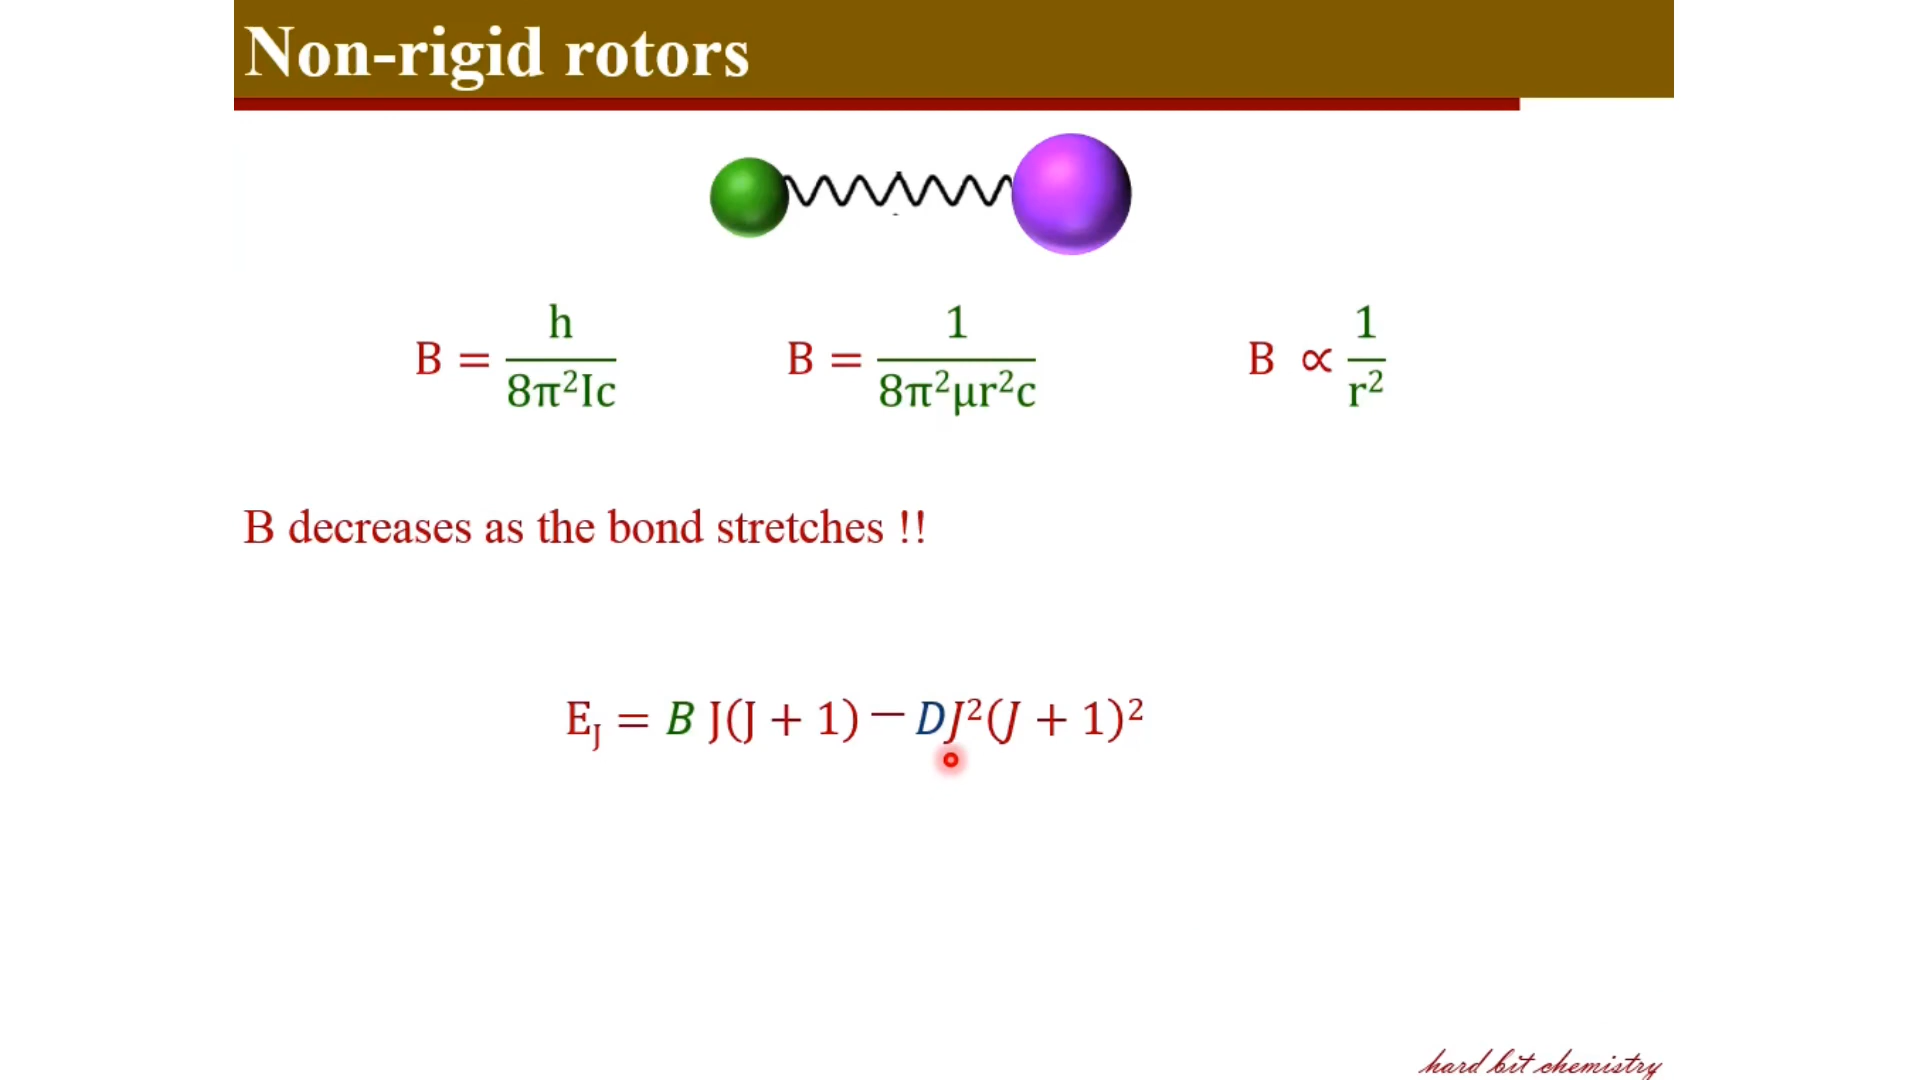 Non-rigid rotors
B = h / 8π²Ic    B = 1 / 8π²μr²c    B ∝ 1 / r²
B decreases as the bond stretches !!
E_J = B J(J + 1) − DJ²(J + 1)²
hard bit chemistry